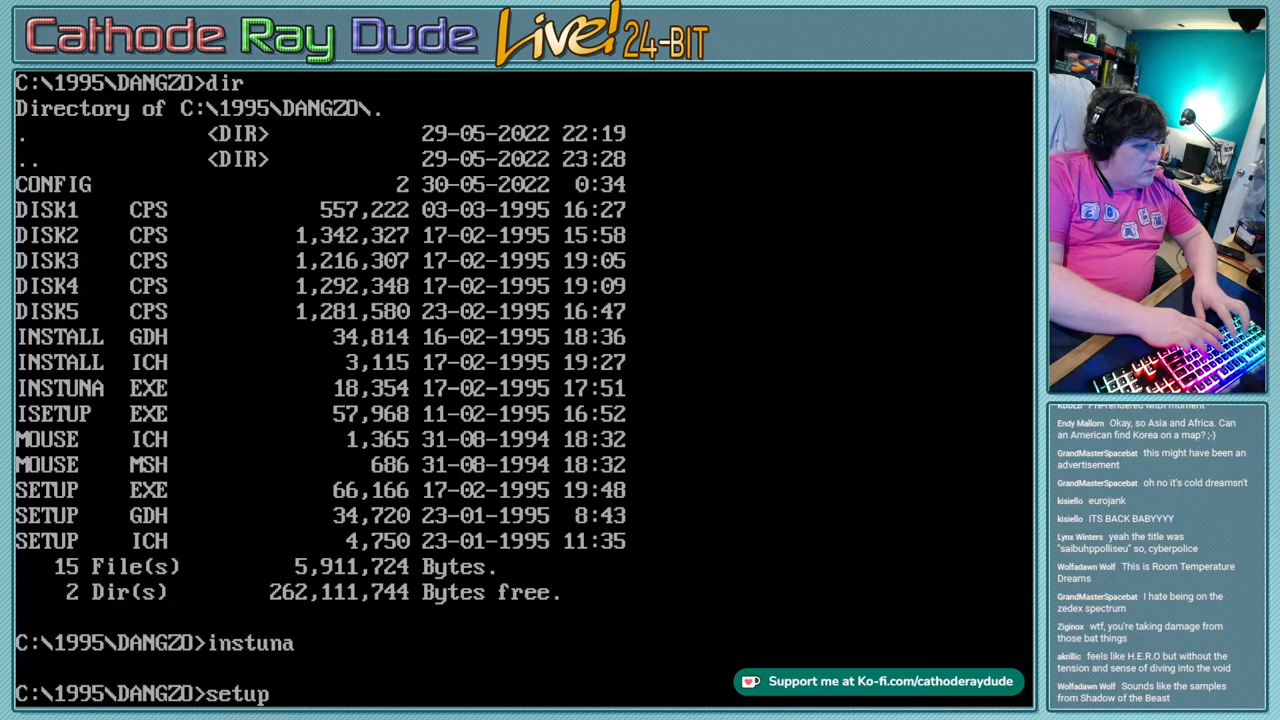 Cathode Ray Dude Live! 24-BIT
C:\1995\DANGZO>dir
Directory of C:\1995\DANGZO\.
. <DIR> 29-05-2022 22:19
.. <DIR> 29-05-2022 23:28
CONFIG 2 30-05-2022 0:34
DISK1 CPS 557,222 03-03-1995 16:27
DISK2 CPS 1,342,327 17-02-1995 15:58
DISK3 CPS 1,216,307 17-02-1995 19:05
DISK4 CPS 1,292,348 17-02-1995 19:09
DISK5 CPS 1,281,580 23-02-1995 16:47
INSTALL GDH 34,814 16-02-1995 18:36
INSTALL ICH 3,115 17-02-1995 19:27
INSTUNA EXE 18,354 17-02-1995 17:51
ISETUP EXE 57,968 11-02-1995 16:52
MOUSE ICH 1,365 31-08-1994 18:32
MOUSE MSH 686 31-08-1994 18:32
SETUP EXE 66,166 17-02-1995 19:48
SETUP GDH 34,720 23-01-1995 8:43
SETUP ICH 4,750 23-01-1995 11:35
15 File(s) 5,911,724 Bytes.
2 Dir(s) 262,111,744 Bytes free.
C:\1995\DANGZO>instuna
C:\1995\DANGZO>setup
Support me at Ko-fi.com/cathoderaydude
Endy Mallorn Okay, so Asia and Africa. Can
an American find Korea on a map? ;-)
GrandMasterSpacebat this might have been an
advertisement
GrandMasterSpacebat oh no it's cold dreamsn't
kisiello eurojank
kisiello ITS BACK BABYYYY
Lynx Winters yeah the title was
"saibuhppolliseu" so, cyberpolice
Wolfadawn Wolf This is Room Temperature
Dreams
GrandMasterSpacebat I hate being on the
zedex spectrum
Ziginox wtf, you're taking damage from
those bat things
akrillic feels like H.E.R.O but without the
tension and sense of diving into the void
Wolfadawn Wolf Sounds like the samples
from Shadow of the Beast